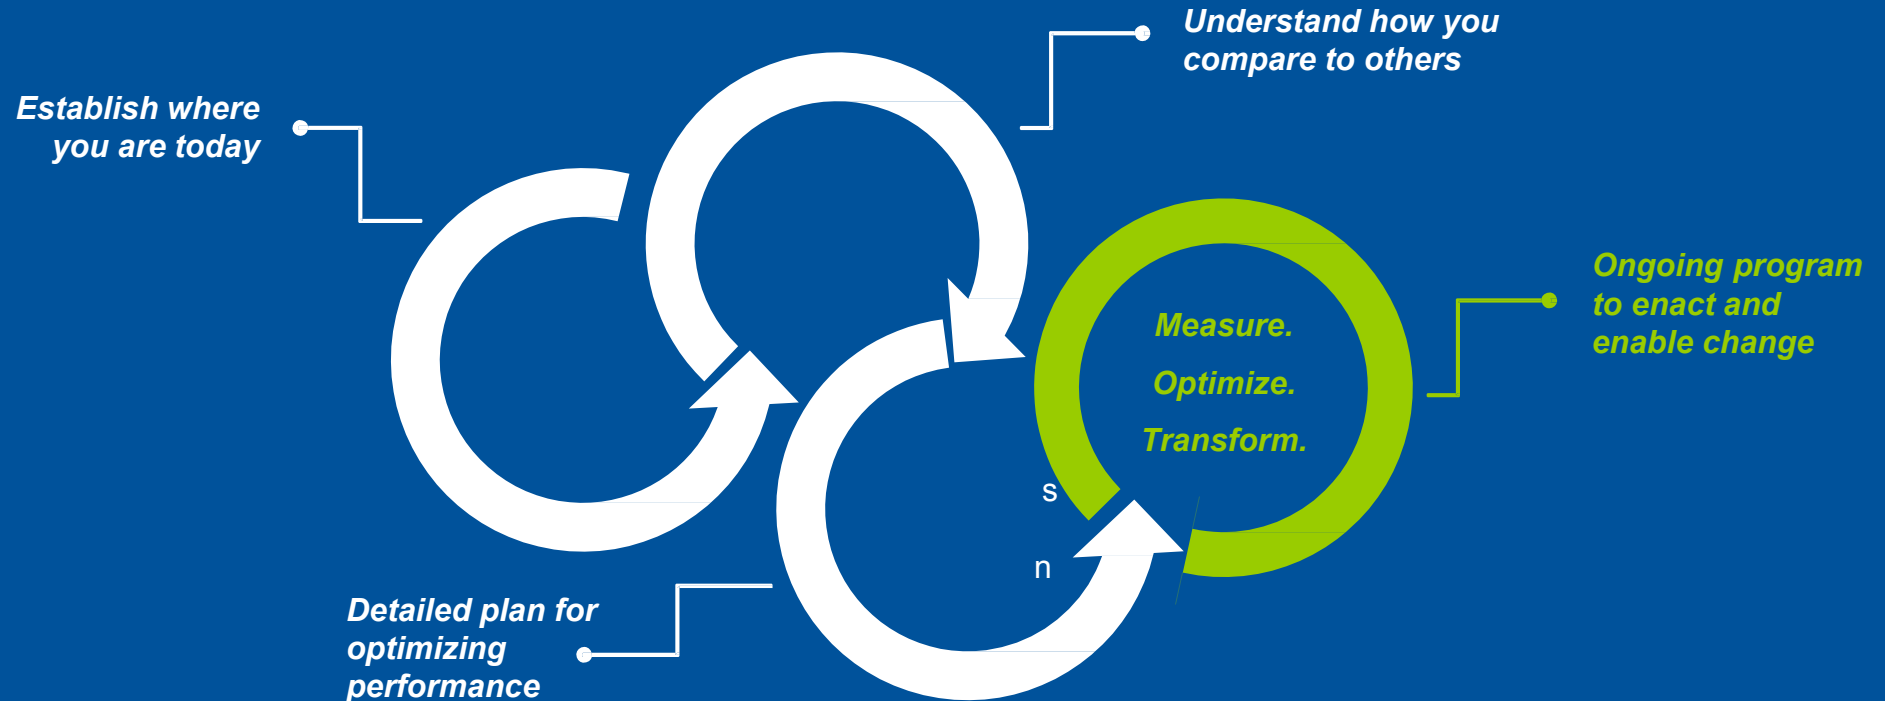 Understand how you
compare to others
Establish where
you are today
Ongoing program
to enact and
enable change
Measure.
Optimize.
Transform.
s
n
Detailed plan for
optimizing
performance